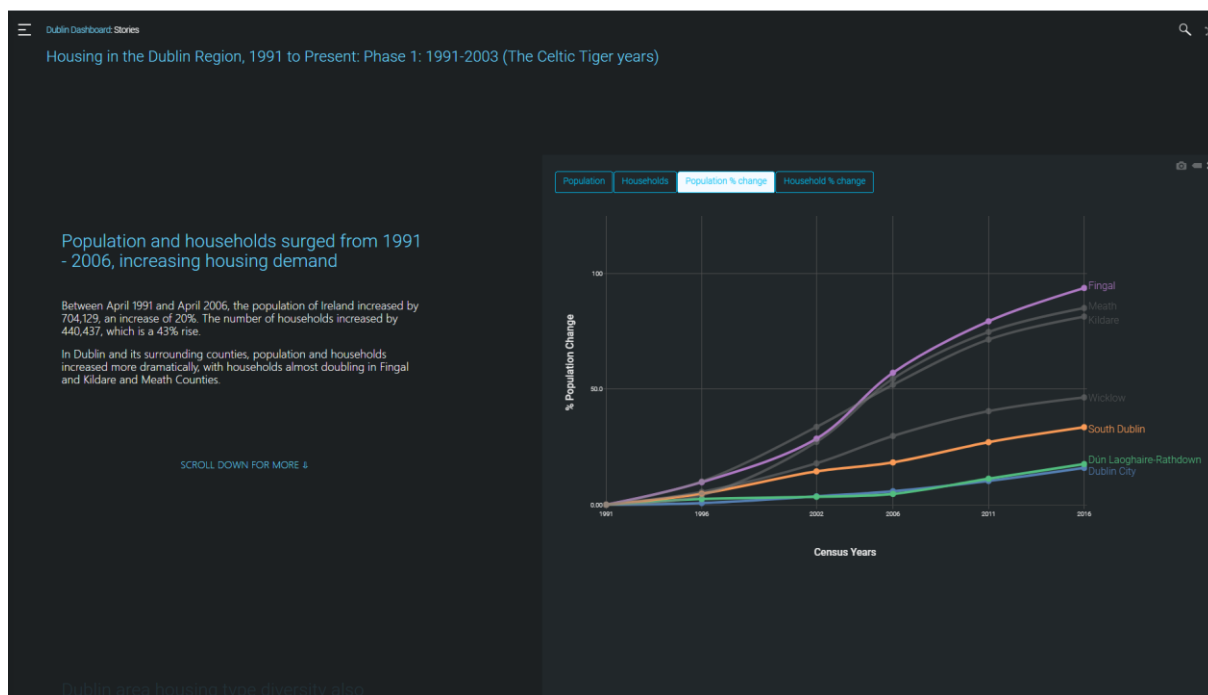 Dublin Dashboard: Stories
Housing in the Dublin Region, 1991 to Present: Phase 1: 1991-2003 (The Celtic Tiger years)
Population and households surged from 1991
- 2006, increasing housing demand
Between April 1991 and April 2006, the population of Ireland increased by
704,129, an increase of 20%. The number of households increased by
440,437, which is a 43% rise.
In Dublin and its surrounding counties, population and households
increased more dramatically, with households almost doubling in Fingal
and Kildare and Meath Counties.
SCROLL DOWN FOR MORE ⇓
Population Households Population % change Household % change
% Population Change
100
50.0
0.00
Fingal
Meath
Kildare
Wicklow
South Dublin
Dún Laoghaire-Rathdown
Dublin City
1991 1996 2002 2006 2011 2016
Census Years
Dublin area housing type diversity also